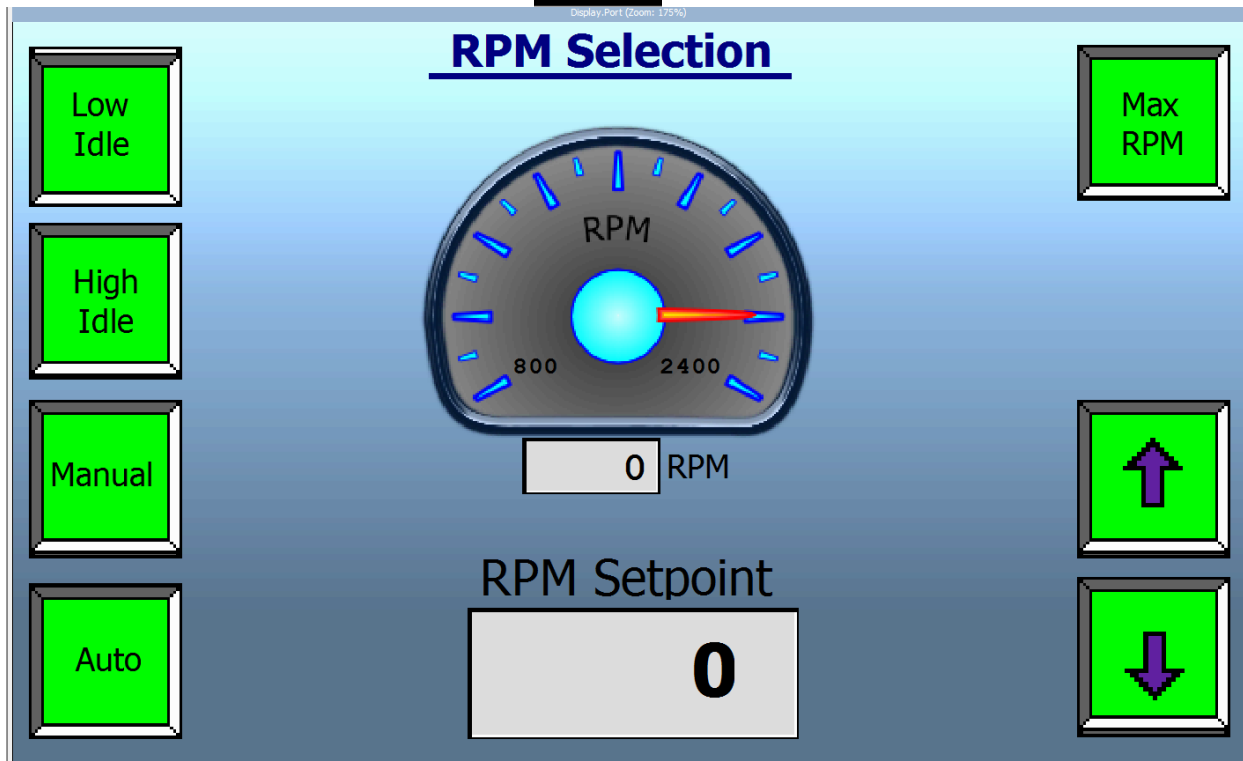 Display.Port (Zoom: 175%)
RPM Selection
Low
Idle
Max
RPM
RPM
High
Idle
800
2400
Manual
0 RPM
RPM Setpoint
Auto
0